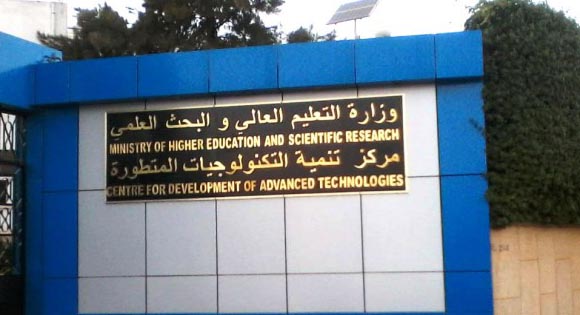 وزارة التعليم العالي و البحث العلمي
MINISTRY OF HIGHER EDUCATION AND SCIENTIFIC RESEARCH
مركز تنمية التكنولوجيات المتطورة
CENTRE FOR DEVELOPMENT OF ADVANCED TECHNOLOGIES